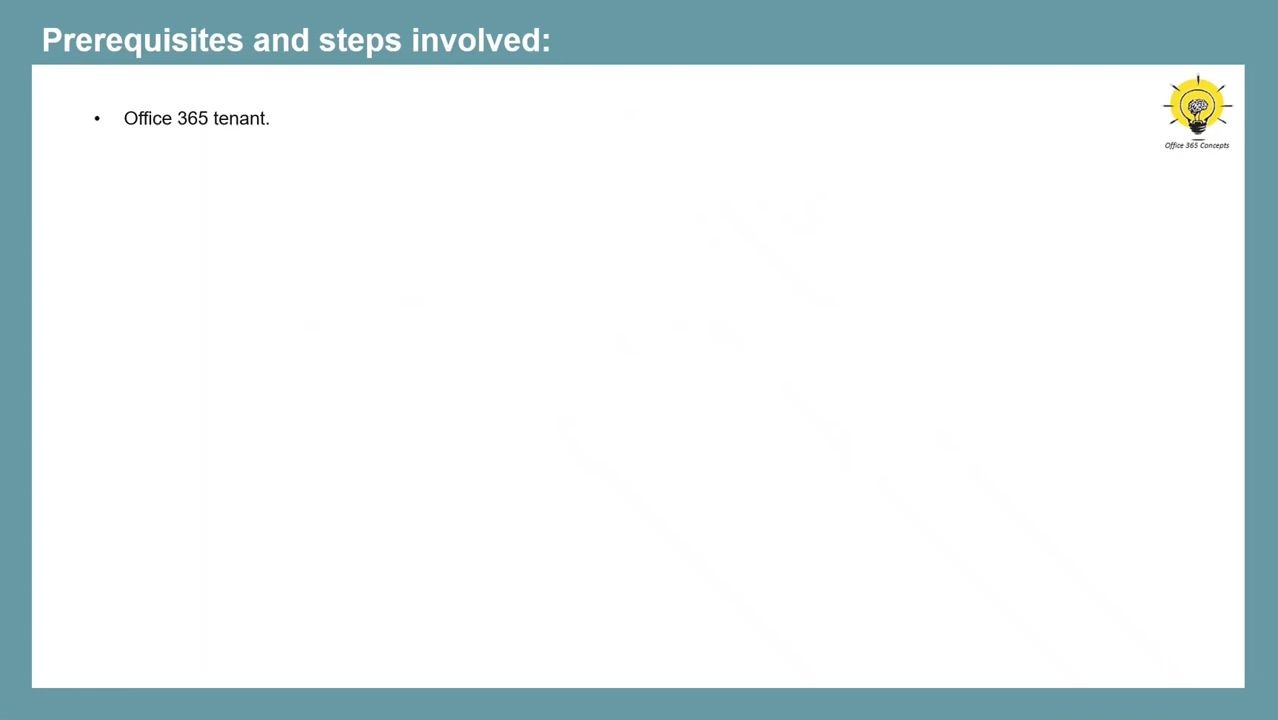 Prerequisites and steps involved:
• Office 365 tenant.
Office 365 Concepts